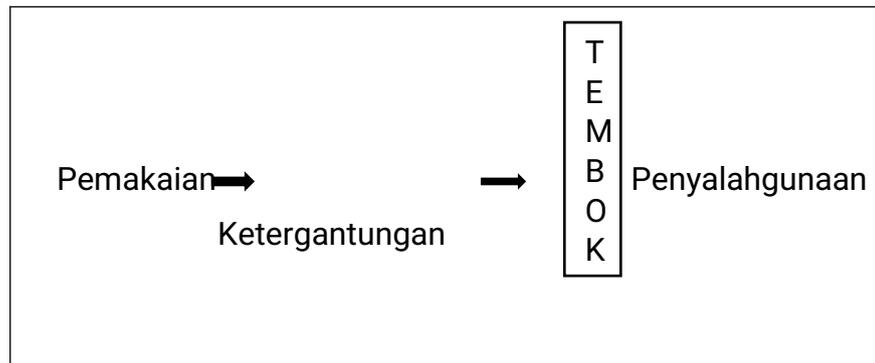 T
E
M
B
O
K
Pemakaian
Penyalahgunaan
Ketergantungan